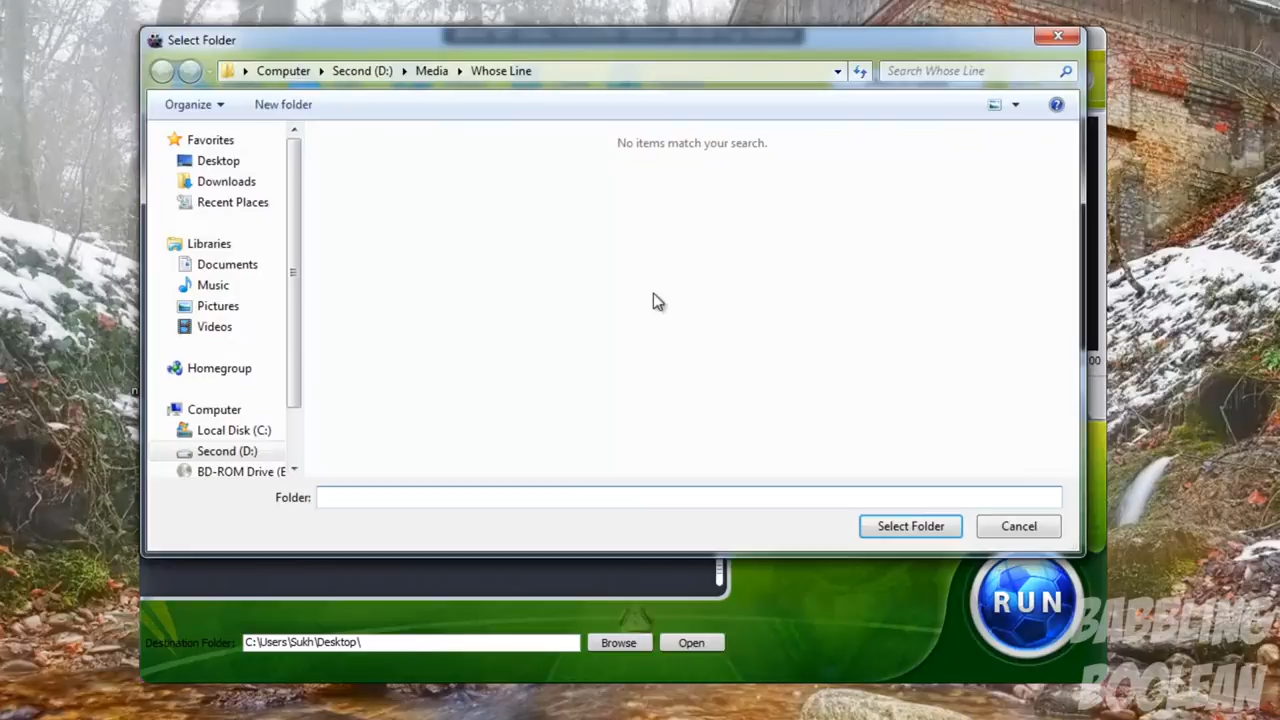 Select Folder
Computer Second (D:) Media Whose Line
Search Whose Line
Organize New folder
Favorites
Desktop
Downloads
Recent Places
Libraries
Documents
Music
Pictures
Videos
Homegroup
Computer
Local Disk (C:)
Second (D:)
BD-ROM Drive (E
No items match your search.
Folder:
Select Folder Cancel
00
RUN
Destination Folder: C:\Users\Sukh\Desktop\ Browse Open
BABBLING
BOOLEAN